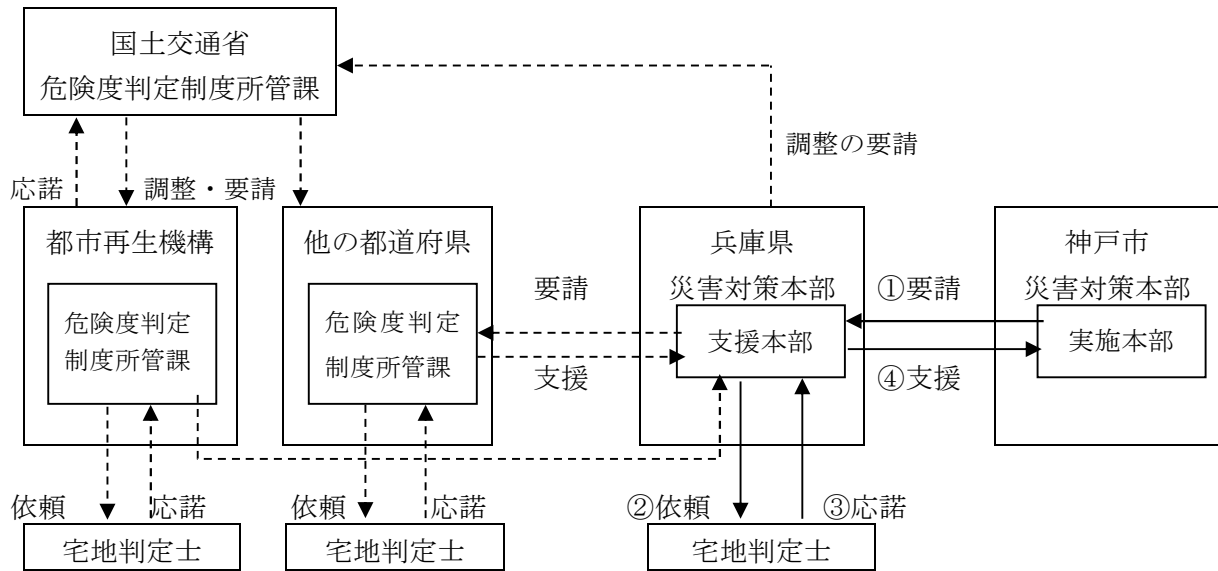 国土交通省
危険度判定制度所管課
調整の要請
応諾
調整・要請
都市再生機構
危険度判定
制度所管課
他の都道府県
危険度判定
制度所管課
要請
支援
兵庫県
災害対策本部
支援本部
①要請
④支援
神戸市
災害対策本部
実施本部
依頼
応諾
依頼
応諾
②依頼
③応諾
宅地判定士
宅地判定士
宅地判定士